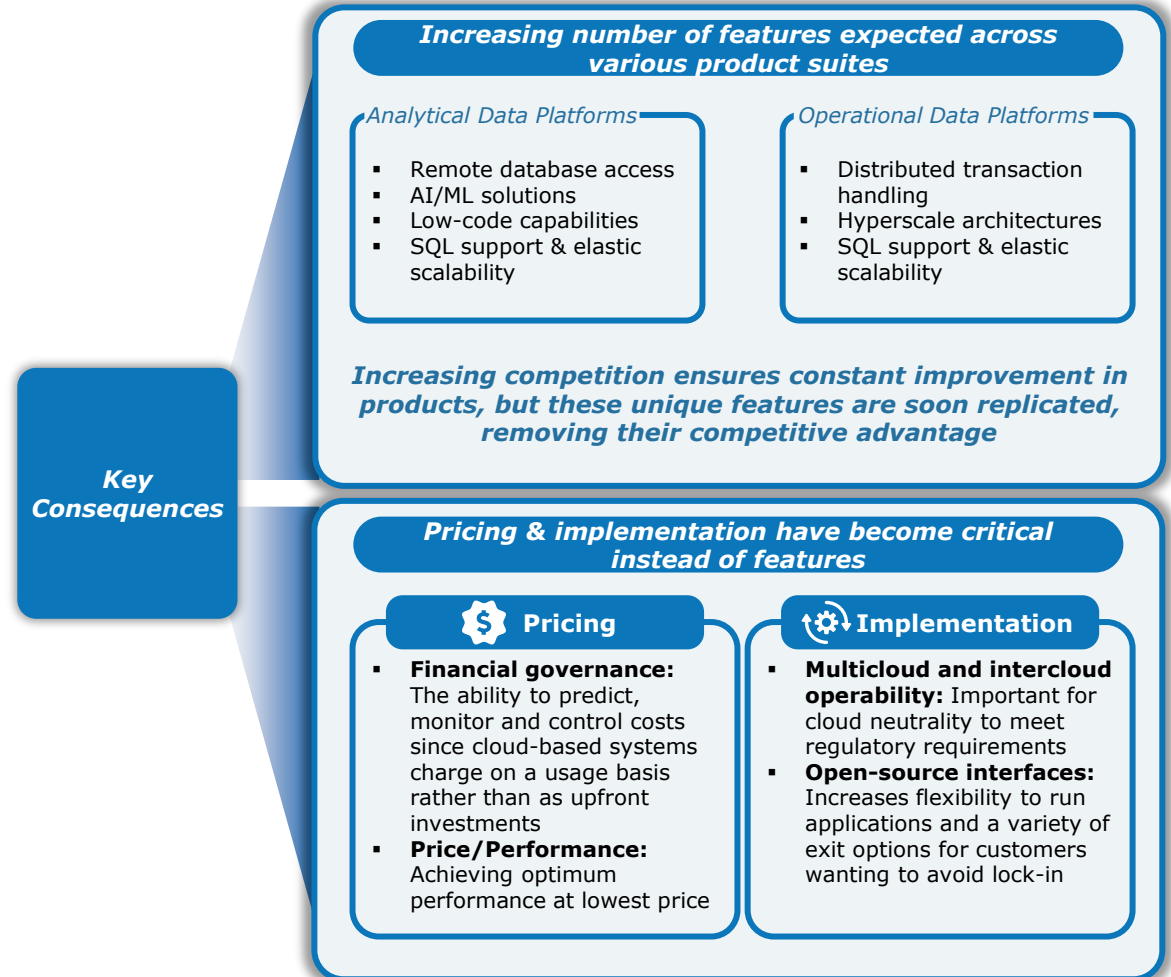 Increasing number of features expected across
various product suites
Analytical Data Platforms
▪ Remote database access
▪ AI/ML solutions
▪ Low-code capabilities
▪ SQL support & elastic
scalability
Operational Data Platforms
▪ Distributed transaction
handling
▪ Hyperscale architectures
▪ SQL support & elastic
scalability
Increasing competition ensures constant improvement in
products, but these unique features are soon replicated,
removing their competitive advantage
Key
Consequences
Pricing & implementation have become critical
instead of features
$ Pricing
▪ Financial governance:
The ability to predict,
monitor and control costs
since cloud-based systems
charge on a usage basis
rather than as upfront
investments
▪ Price/Performance:
Achieving optimum
performance at lowest price
Implementation
▪ Multicloud and intercloud
operability: Important for
cloud neutrality to meet
regulatory requirements
▪ Open-source interfaces:
Increases flexibility to run
applications and a variety of
exit options for customers
wanting to avoid lock-in